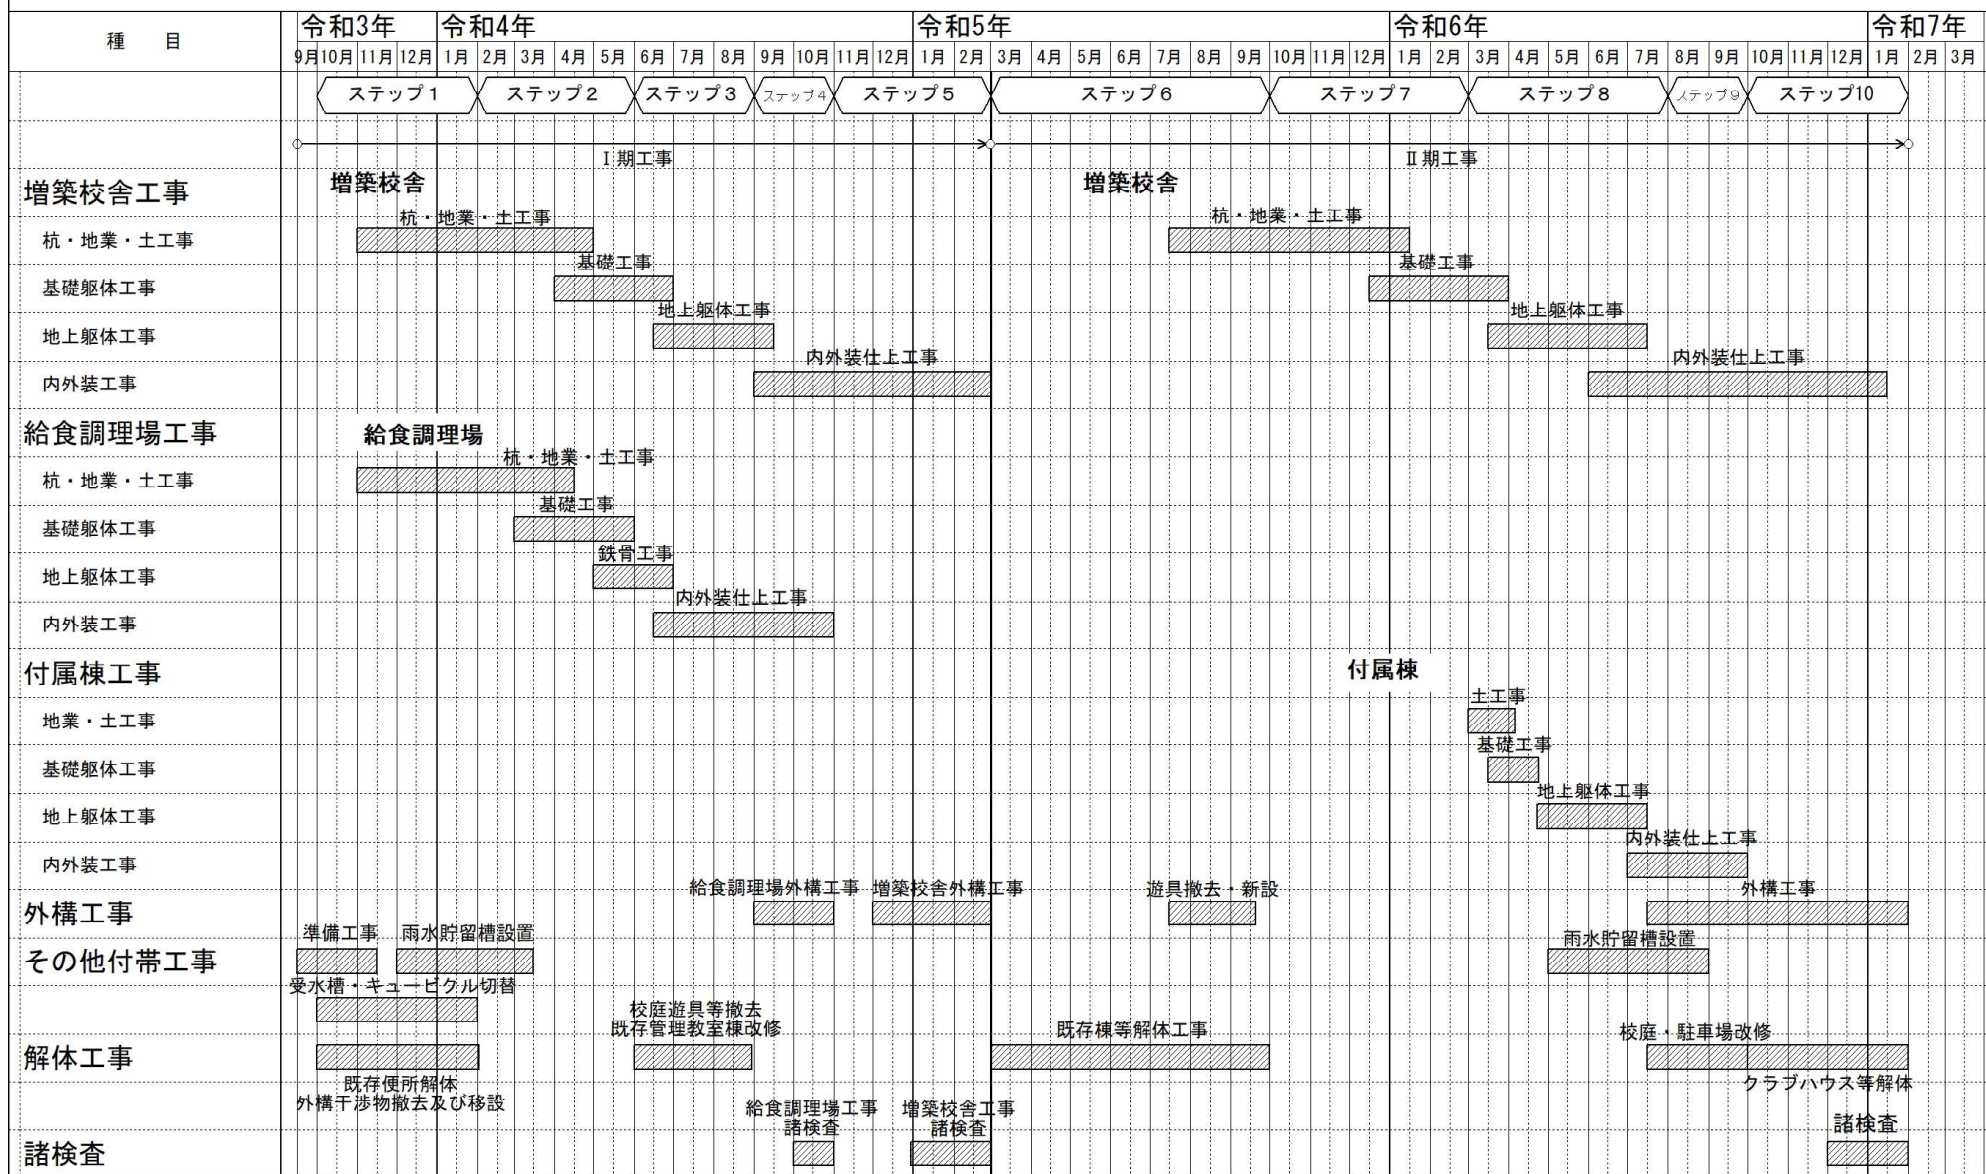 種　目
令和3年 令和4年 令和5年 令和6年 令和7年
9月 10月 11月 12月 1月 2月 3月 4月 5月 6月 7月 8月 9月 10月 11月 12月 1月 2月 3月 4月 5月 6月 7月 8月 9月 10月 11月 12月 1月 2月 3月 4月 5月 6月 7月 8月 9月 10月 11月 12月 1月 2月 3月
ステップ1 ステップ2 ステップ3 ステップ4 ステップ5 ステップ6 ステップ7 ステップ8 ステップ9 ステップ10
Ⅰ期工事 Ⅱ期工事
増築校舎工事 増築校舎 増築校舎
杭・地業・土工事 杭・地業・土工事
杭・地業・土工事
基礎工事 基礎工事
基礎躯体工事
地上躯体工事 地上躯体工事
地上躯体工事
内外装仕上工事 内外装仕上工事
内外装工事
給食調理場工事 給食調理場
杭・地業・土工事
杭・地業・土工事
基礎工事
基礎躯体工事
鉄骨工事
地上躯体工事
内外装仕上工事
内外装工事
付属棟工事 付属棟
土工事
地業・土工事
基礎工事
基礎躯体工事
地上躯体工事
地上躯体工事
内外装仕上工事
内外装工事
給食調理場外構工事 増築校舎外構工事 遊具撤去・新設 外構工事
外構工事
準備工事 雨水貯留槽設置 雨水貯留槽設置
その他付帯工事
受水槽・キュービクル切替
校庭遊具等撤去
既存管理教室棟改修 既存棟等解体工事 校庭・駐車場改修
解体工事
既存便所解体 クラブハウス等解体
外構干渉物撤去及び移設
給食調理場工事 増築校舎工事
諸検査 諸検査 諸検査
諸検査